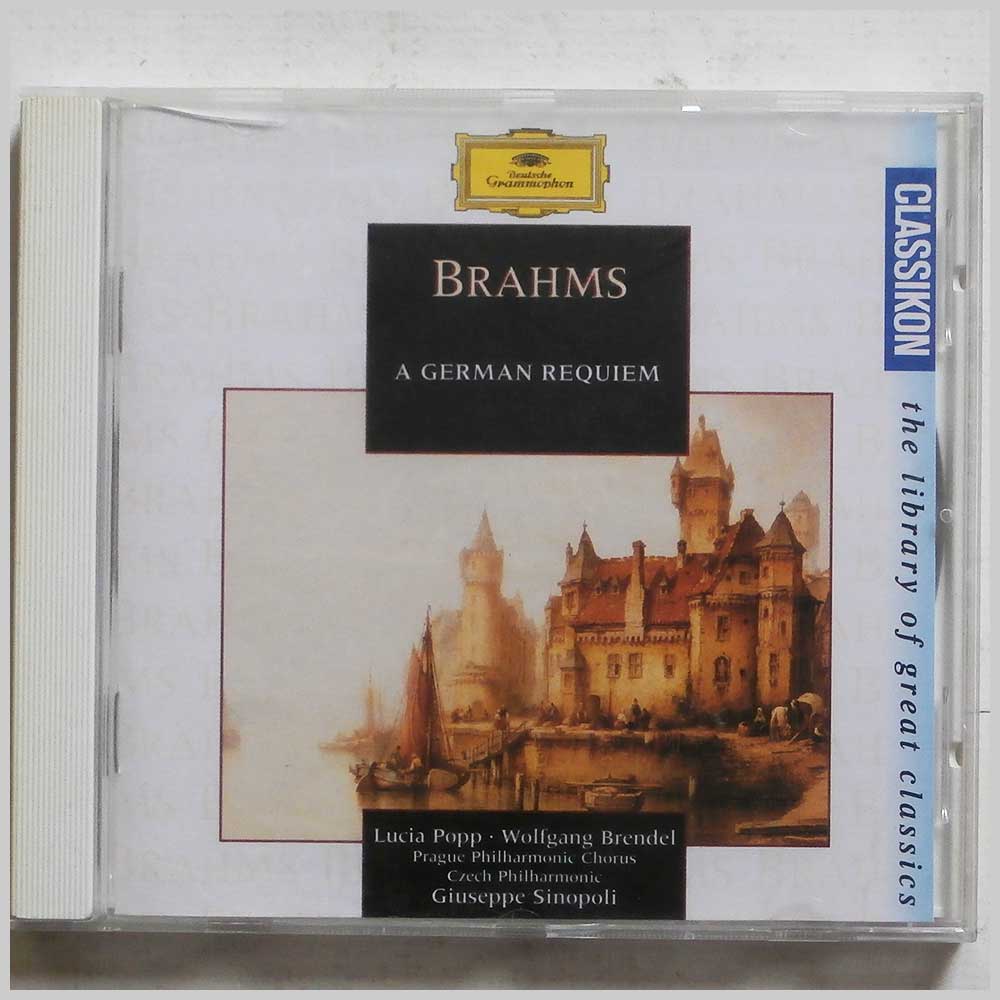 Deutsche
Grammophon
BRAHMS
A GERMAN REQUIEM
Lucia Popp · Wolfgang Brendel
Prague Philharmonic Chorus
Czech Philharmonic
Giuseppe Sinopoli
CLASSIKON the library of great classics